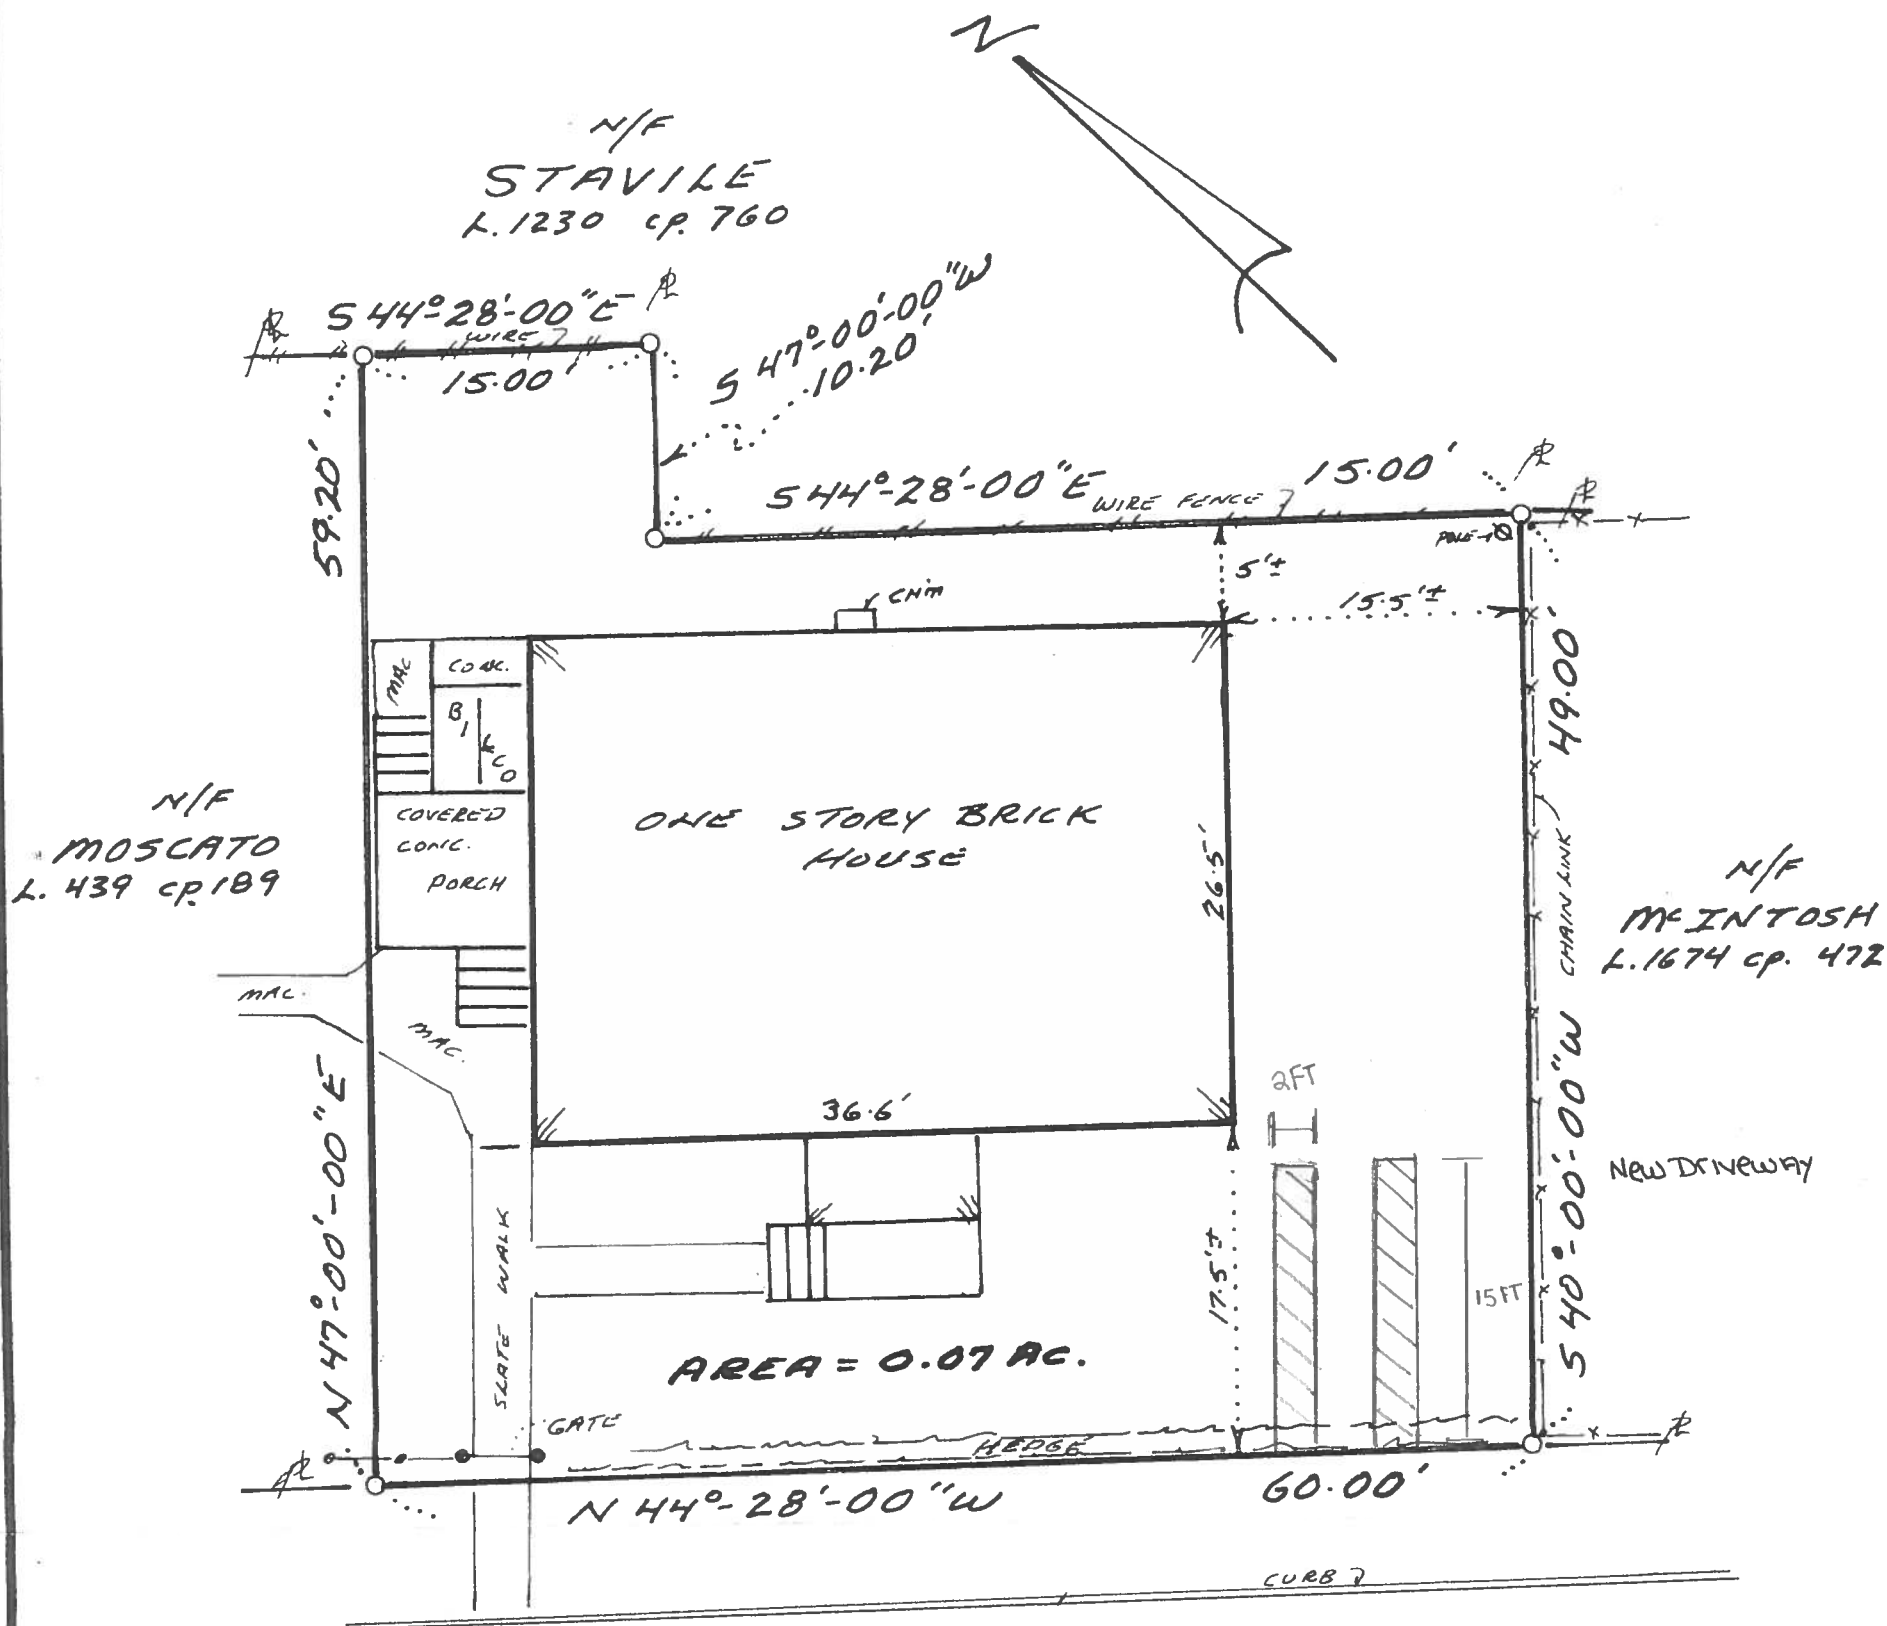 N
N/F
STAVILE
L. 1230 cp. 760
S 44°-28'-00" E
WIRE
15.00'
S 47°-00'-00" W
10.20'
59.20'
S 44°-28'-00" E
WIRE FENCE
15.00'
POLE
5'±
15.5'±
CHIM
MAC
CONC.
B I L C O
COVERED
CONC.
PORCH
ONE STORY BRICK
HOUSE
26.5'
49.00'
CHAIN LINK
N/F
MOSCATO
L. 439 cp. 189
N/F
McINTOSH
L. 1674 cp. 472
MAC.
MAC.
36.6'
2FT
New Driveway
N 47°-00'-00" E
SLATE WALK
17.5'±
15FT
S 40°-00'-00" W
AREA = 0.07 AC.
GATE
HEDGE
N 44°-28'-00" W
60.00'
CURB